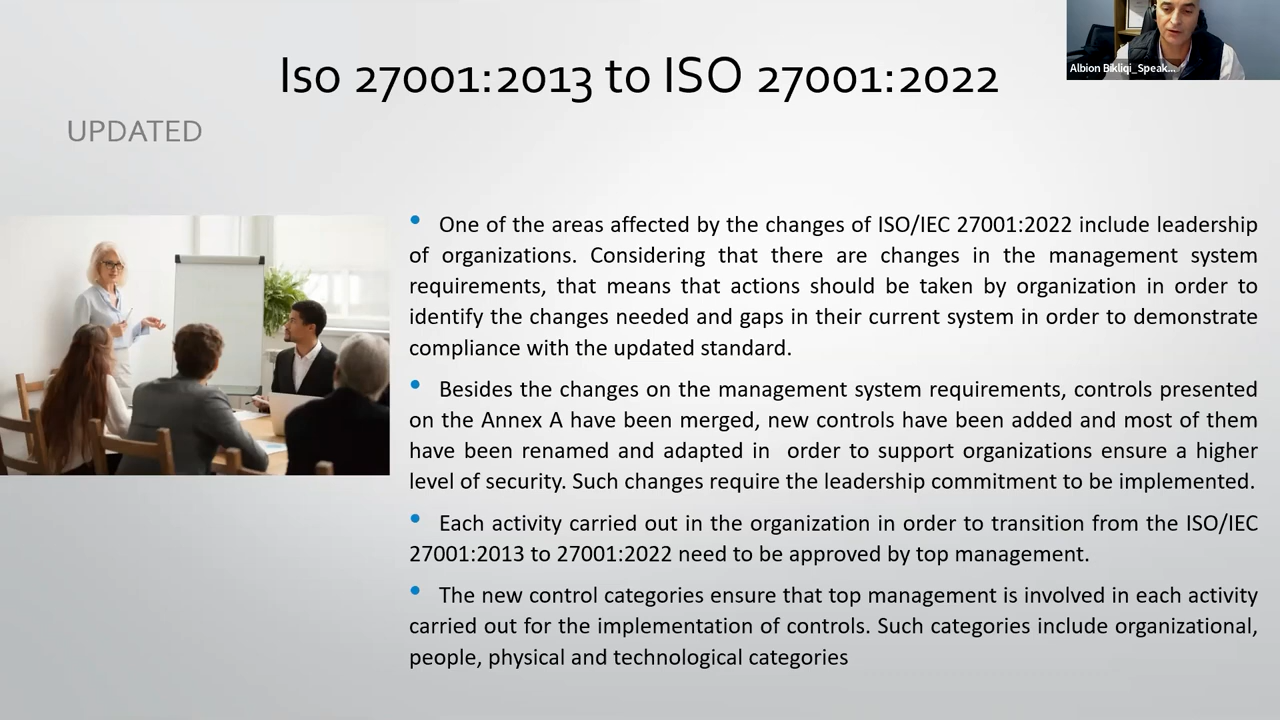 Iso 27001:2013 to ISO 27001:2022
Albion Bikliqi_Speak...
UPDATED
• One of the areas affected by the changes of ISO/IEC 27001:2022 include leadership
of organizations. Considering that there are changes in the management system
requirements, that means that actions should be taken by organization in order to
identify the changes needed and gaps in their current system in order to demonstrate
compliance with the updated standard.
• Besides the changes on the management system requirements, controls presented
on the Annex A have been merged, new controls have been added and most of them
have been renamed and adapted in  order to support organizations ensure a higher
level of security. Such changes require the leadership commitment to be implemented.
• Each activity carried out in the organization in order to transition from the ISO/IEC
27001:2013 to 27001:2022 need to be approved by top management.
• The new control categories ensure that top management is involved in each activity
carried out for the implementation of controls. Such categories include organizational,
people, physical and technological categories